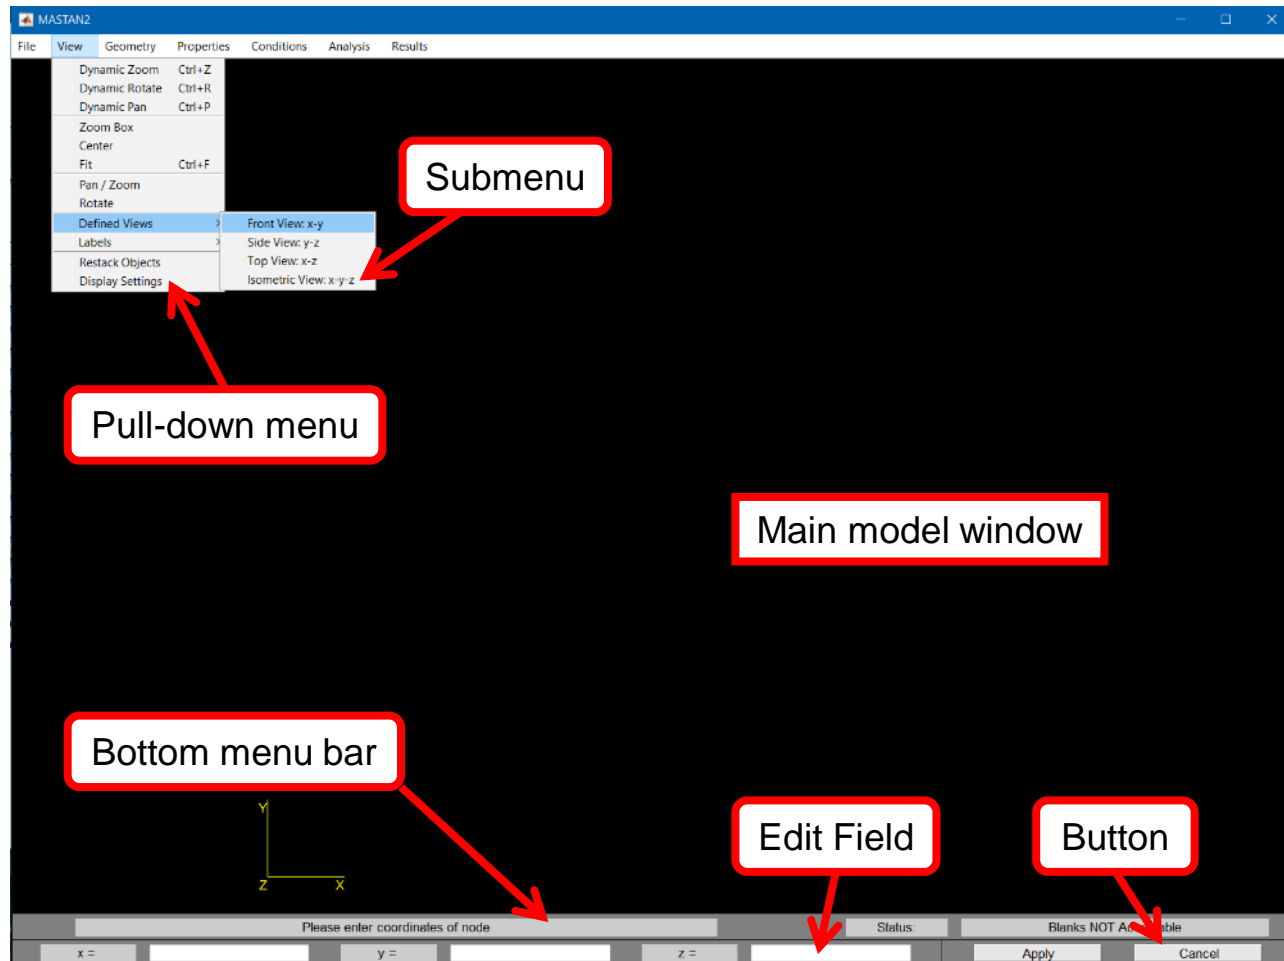 MASTAN2
File View Geometry Properties Conditions Analysis Results
Dynamic Zoom Ctrl+Z
Dynamic Rotate Ctrl+R
Dynamic Pan Ctrl+P
Zoom Box
Center
Fit Ctrl+F
Pan / Zoom
Rotate
Defined Views >
Labels >
Restack Objects
Display Settings
Front View: x-y
Side View: y-z
Top View: x-z
Isometric View: x-y-z
Submenu
Pull-down menu
Main model window
Bottom menu bar
Edit Field
Button
Y
Z X
Please enter coordinates of node Status: Blanks NOT
x = y = z = Apply Cancel